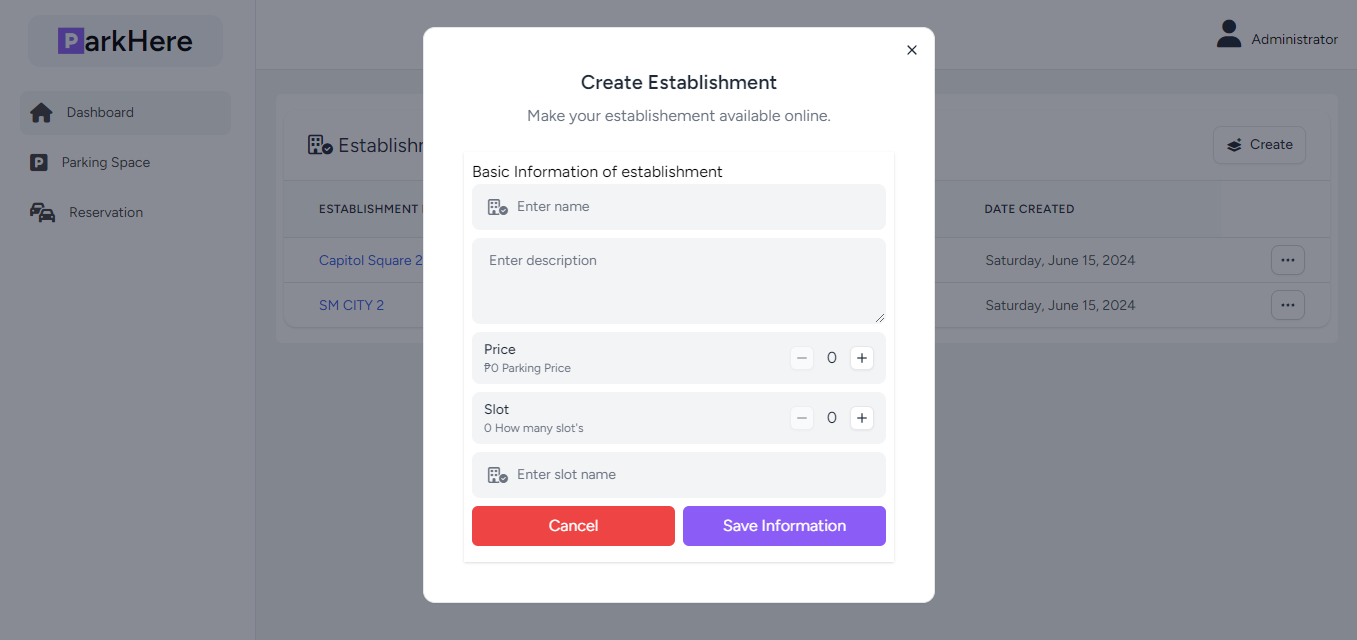 ParkHere
Administrator
Dashboard
Parking Space
Reservation
Create
ESTABLISHMENT
DATE CREATED
Capitol Square 2
Saturday, June 15, 2024
SM CITY 2
Saturday, June 15, 2024
Create Establishment
Make your establishement available online.
Basic Information of establishment
Enter name
Enter description
Price
₱0 Parking Price
0
Slot
0 How many slot's
0
Enter slot name
Cancel
Save Information